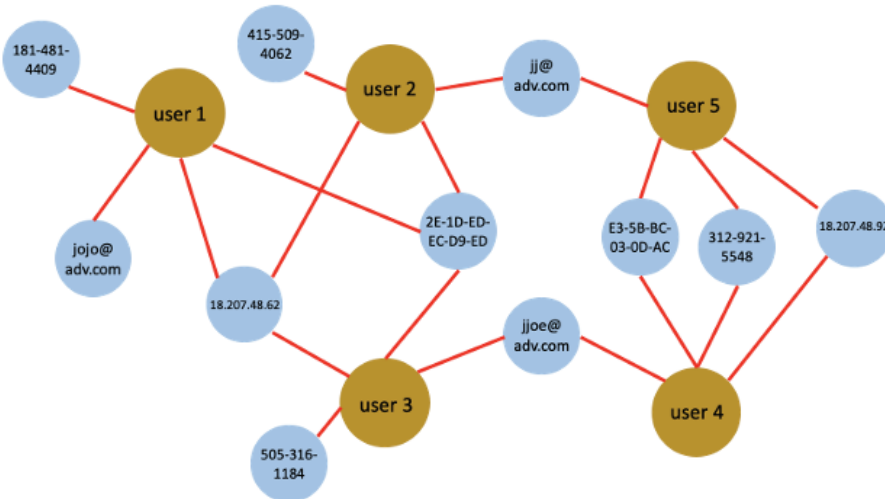 181-481-
4409
415-509-
4062
jj@
adv.com
user 1
user 2
user 5
jojo@
adv.com
2E-1D-ED-
EC-D9-ED
E3-5B-BC-
03-0D-AC
312-921-
5548
18.207.48.92
18.207.48.62
jjoe@
adv.com
user 3
user 4
505-316-
1184